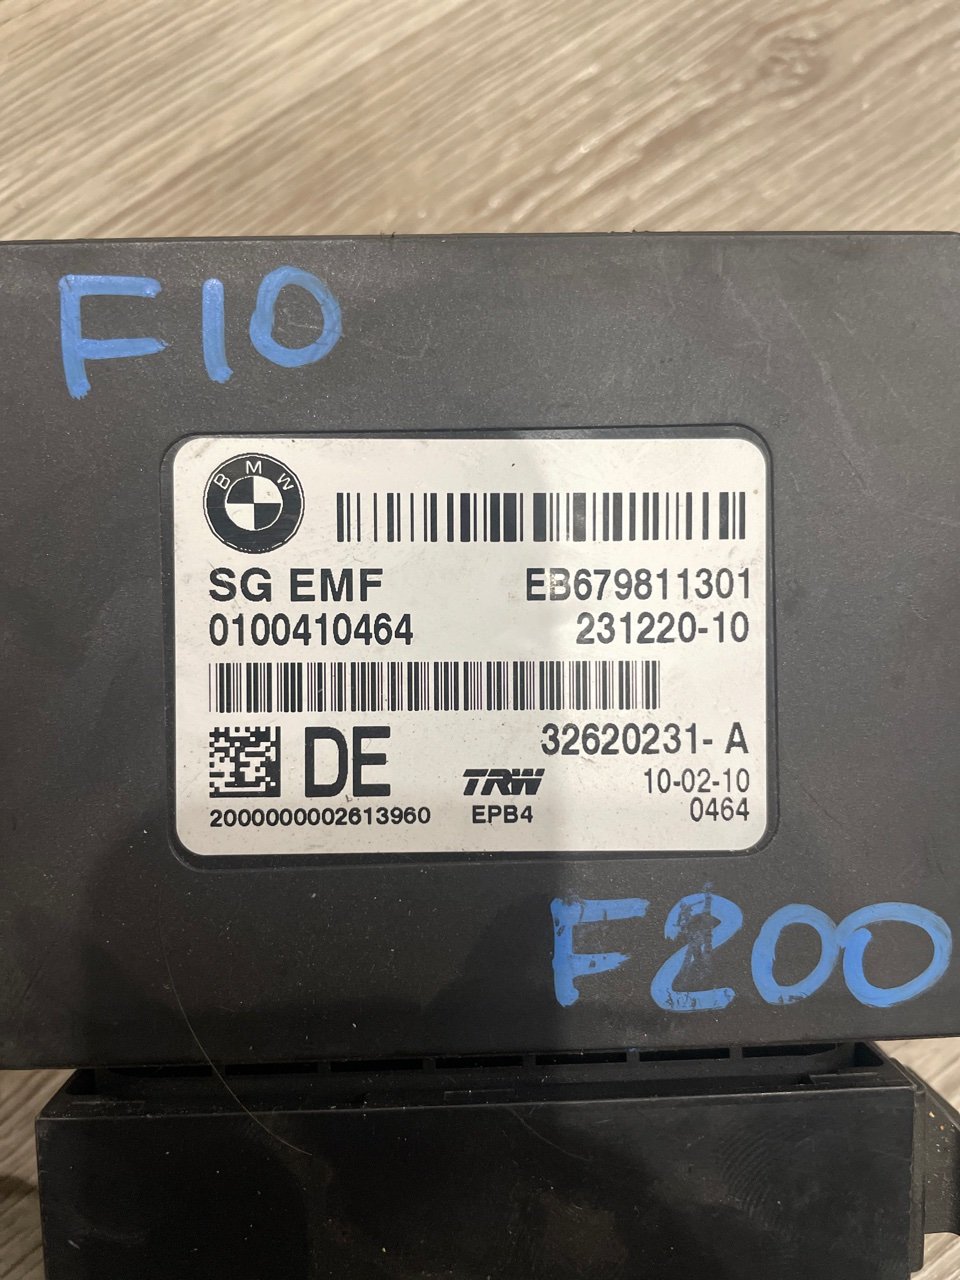 F10
BMW
SG EMF EB679811301
0100410464 231220-10
DE 32620231- A
TRW 10-02-10
2000000002613960 EPB4 0464
F200